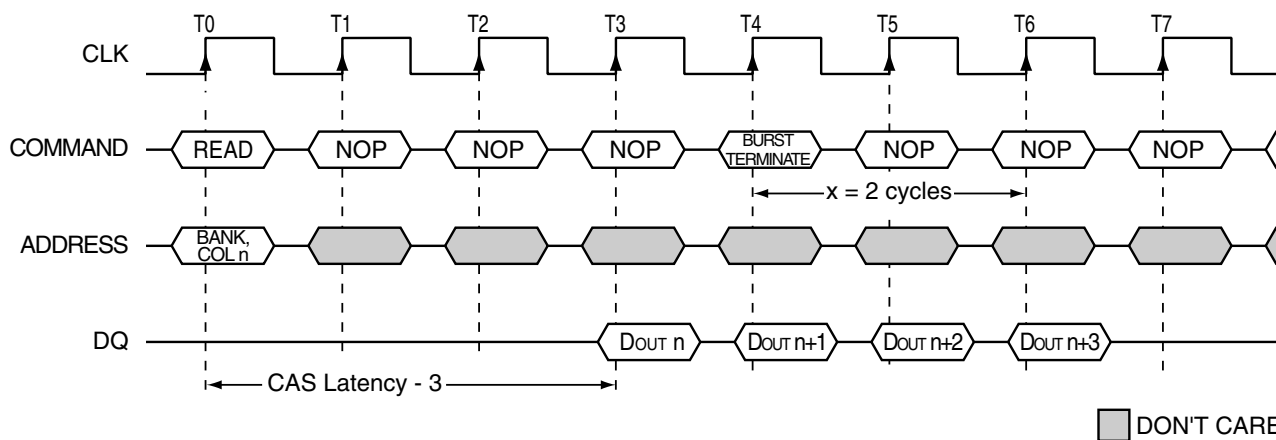 T0 T1 T2 T3 T4 T5 T6 T7
CLK
COMMAND READ NOP NOP NOP BURST TERMINATE NOP NOP NOP
x = 2 cycles
ADDRESS BANK, COL n
DQ DOUT n DOUT n+1 DOUT n+2 DOUT n+3
CAS Latency - 3
DON'T CARE